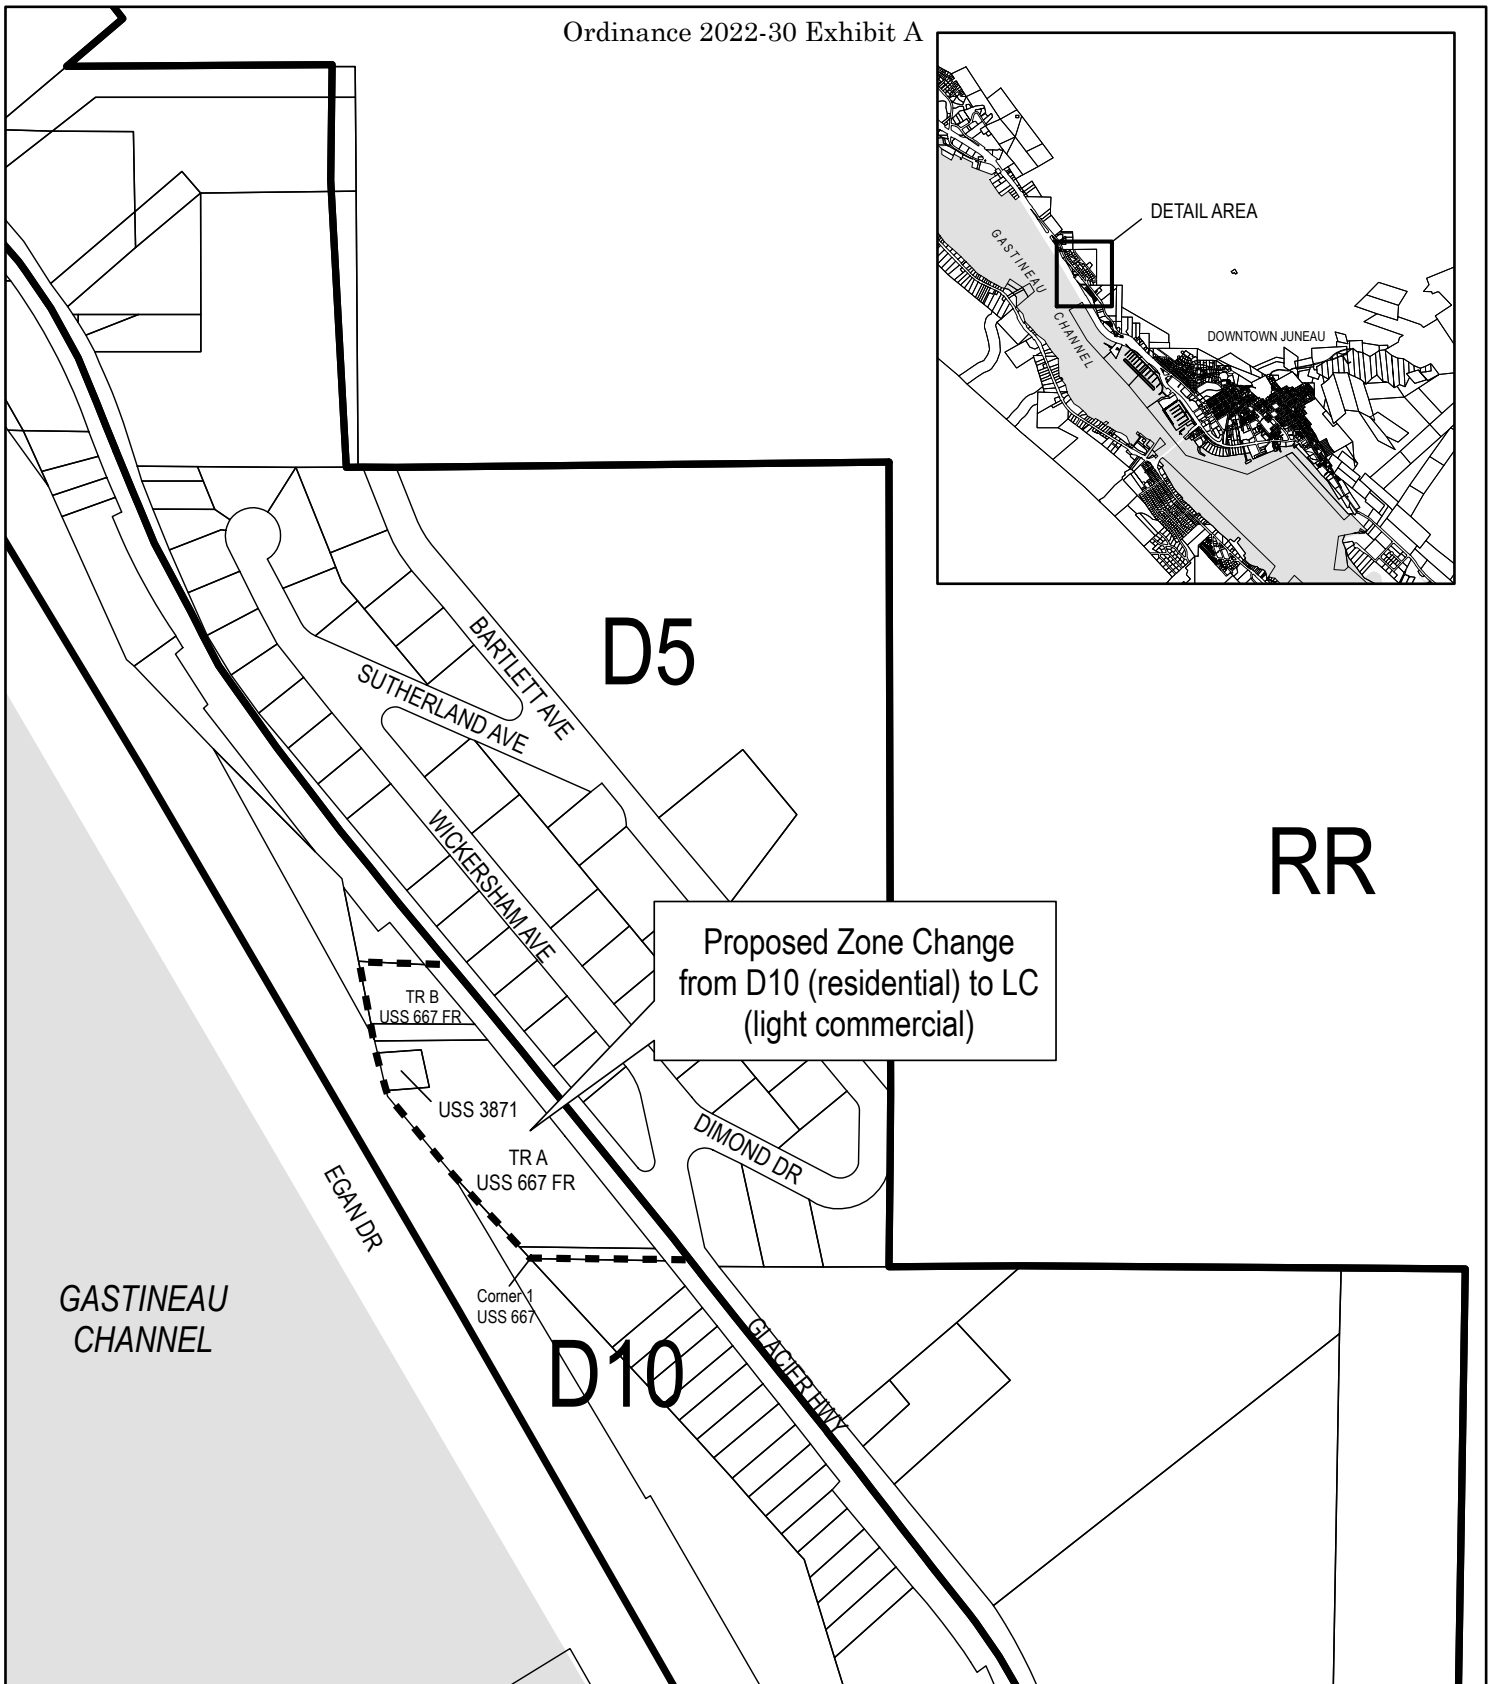 Ordinance 2022-30 Exhibit A
DETAIL AREA
GASTINEAU
CHANNEL
DOWNTOWN JUNEAU
D5
BARTLETT AVE
SUTHERLAND AVE
WICKERSHAM AVE
RR
Proposed Zone Change
from D10 (residential) to LC
(light commercial)
TR B
USS 667 FR
USS 3871
TR A
USS 667 FR
DIMOND DR
EGAN DR
Corner 1
USS 667
GASTINEAU
CHANNEL
D10
GLACIER HWY